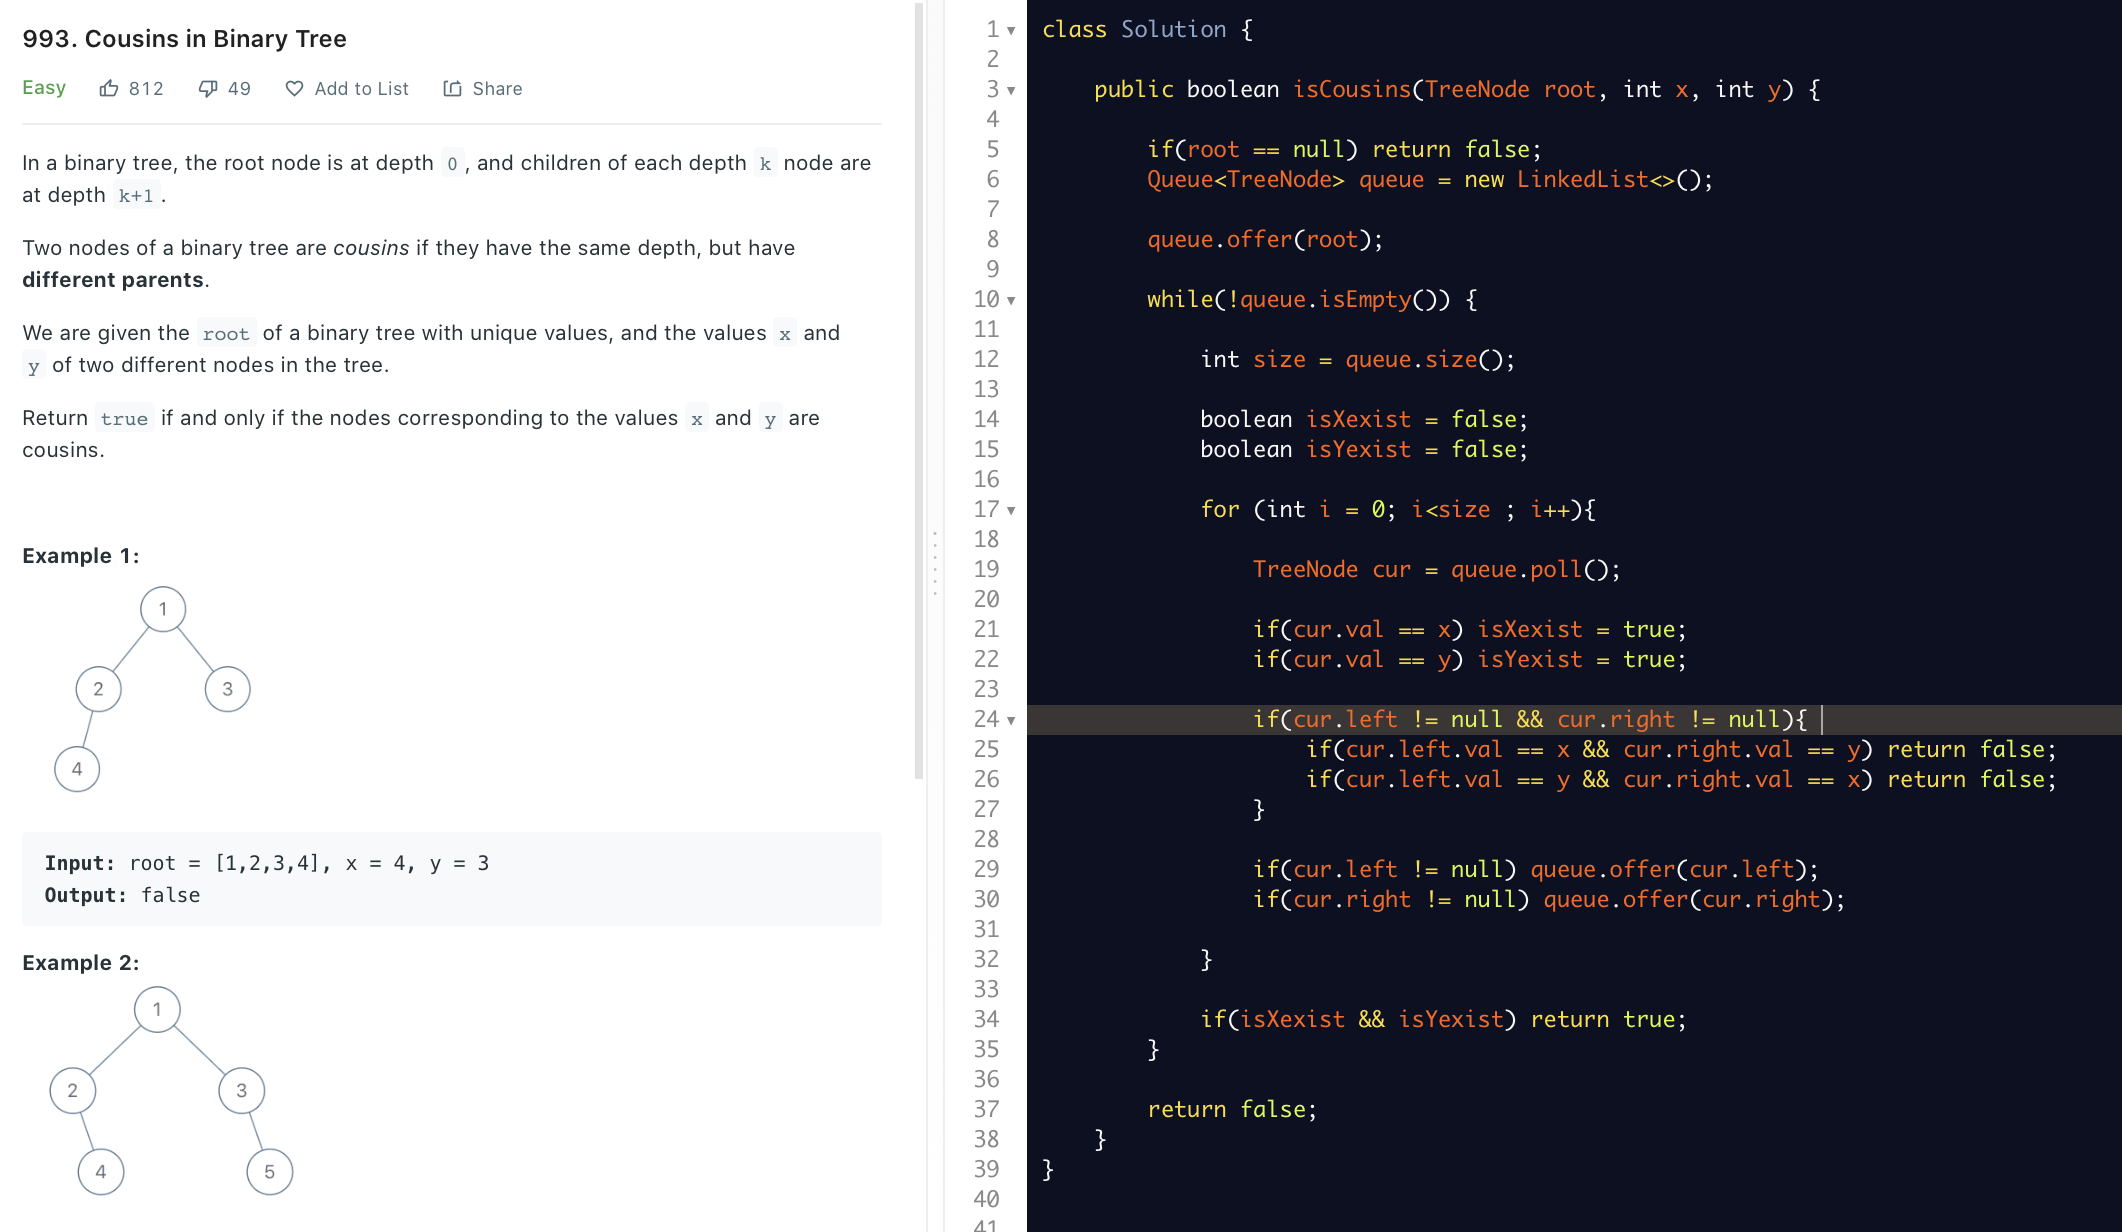 993. Cousins in Binary Tree
Easy 812 49 Add to List Share
In a binary tree, the root node is at depth 0, and children of each depth k node are
at depth k+1.
Two nodes of a binary tree are cousins if they have the same depth, but have
different parents.
We are given the root of a binary tree with unique values, and the values x and
y of two different nodes in the tree.
Return true if and only if the nodes corresponding to the values x and y are
cousins.
Example 1:
1
2 3
4
Input: root = [1,2,3,4], x = 4, y = 3
Output: false
Example 2:
1
2 3
4 5
1 class Solution {
2
3 public boolean isCousins(TreeNode root, int x, int y) {
4
5 if(root == null) return false;
6 Queue<TreeNode> queue = new LinkedList<>();
7
8 queue.offer(root);
9
10 while(!queue.isEmpty()) {
11
12 int size = queue.size();
13
14 boolean isXexist = false;
15 boolean isYexist = false;
16
17 for (int i = 0; i<size ; i++){
18
19 TreeNode cur = queue.poll();
20
21 if(cur.val == x) isXexist = true;
22 if(cur.val == y) isYexist = true;
23
24 if(cur.left != null && cur.right != null){
25 if(cur.left.val == x && cur.right.val == y) return false;
26 if(cur.left.val == y && cur.right.val == x) return false;
27 }
28
29 if(cur.left != null) queue.offer(cur.left);
30 if(cur.right != null) queue.offer(cur.right);
31
32 }
33
34 if(isXexist && isYexist) return true;
35 }
36
37 return false;
38 }
39 }
40
41